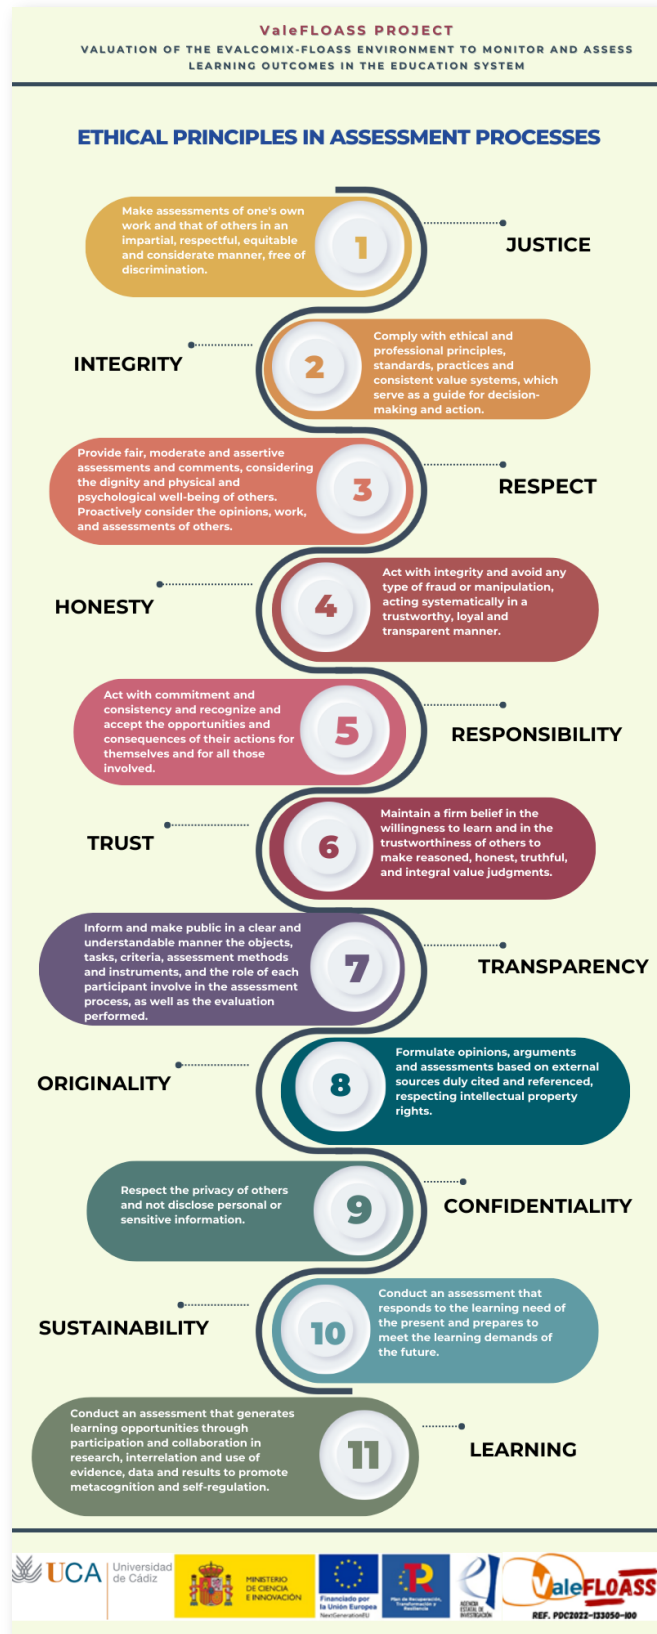 ValeFLOASS PROJECT
VALUATION OF THE EVALCOMIX-FLOASS ENVIRONMENT TO MONITOR AND ASSESS
LEARNING OUTCOMES IN THE EDUCATION SYSTEM
ETHICAL PRINCIPLES IN ASSESSMENT PROCESSES
Make assessments of one's own
work and that of others in an
impartial, respectful, equitable
and considerate manner, free of
discrimination.
1
JUSTICE
INTEGRITY
2
Comply with ethical and
professional principles,
standards, practices and
consistent value systems, which
serve as a guide for decision-
making and action.
Provide fair, moderate and assertive
assessments and comments, considering
the dignity and physical and
psychological well-being of others.
Proactively consider the opinions, work,
and assessments of others.
3
RESPECT
HONESTY
4
Act with integrity and avoid any
type of fraud or manipulation,
acting systematically in a
trustworthy, loyal and
transparent manner.
Act with commitment and
consistency and recognize and
accept the opportunities and
consequences of their actions for
themselves and for all those
involved.
5
RESPONSIBILITY
TRUST
6
Maintain a firm belief in the
willingness to learn and in the
trustworthiness of others to
make reasoned, honest, truthful,
and integral value judgments.
Inform and make public in a clear and
understandable manner the objects,
tasks, criteria, assessment methods
and instruments, and the role of each
participant involve in the assessment
process, as well as the evaluation
performed.
7
TRANSPARENCY
ORIGINALITY
8
Formulate opinions, arguments
and assessments based on external
sources duly cited and referenced,
respecting intellectual property
rights.
Respect the privacy of others
and not disclose personal or
sensitive information.
9
CONFIDENTIALITY
SUSTAINABILITY
10
Conduct an assessment that
responds to the learning need of
the present and prepares to
meet the learning demands of
the future.
Conduct an assessment that generates
learning opportunities through
participation and collaboration in
research, interrelation and use of
evidence, data and results to promote
metacognition and self-regulation.
11
LEARNING
UCA
Universidad
de Cádiz
MINISTERIO
DE CIENCIA
E INNOVACIÓN
Financiado por
la Unión Europea
NextGenerationEU
Plan de Recuperación,
Transformación y
Resiliencia
AGENCIA
ESTATAL DE
INVESTIGACIÓN
ValeFLOASS
REF. PDC2022-133050-I00